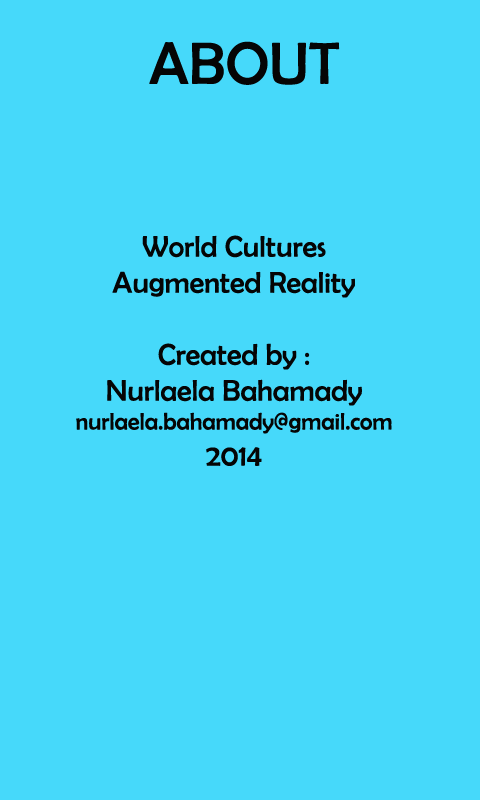 ABOUT
World Cultures
Augmented Reality
Created by :
Nurlaela Bahamady
nurlaela.bahamady@gmail.com
2014